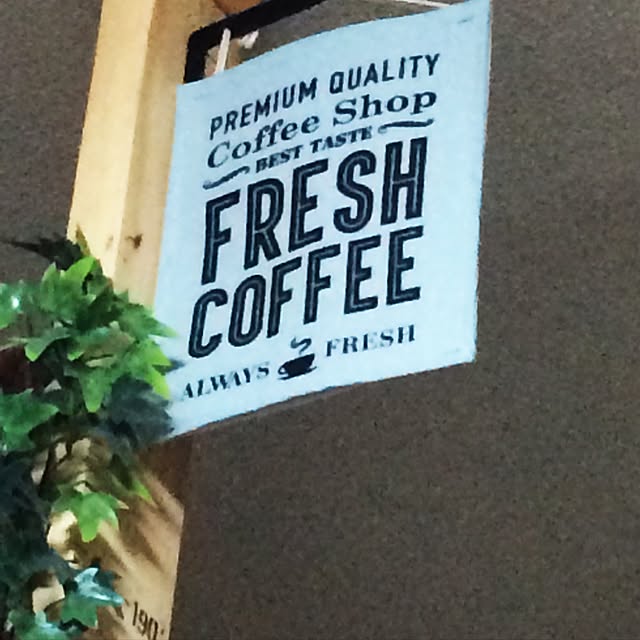 PREMIUM QUALITY
Coffee Shop
BEST TASTE
FRESH
COFFEE
ALWAYS FRESH